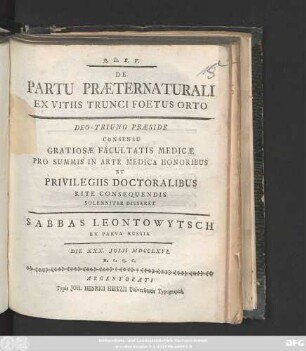 DE
PARTU PRÆTERNATURALI
EX VITIIS TRUNCI FOETUS ORTO
DEO-TRIUNO PRÆSIDE
CONSENSU
GRATIOSÆ FACULTATIS MEDICÆ
PRO SUMMIS IN ARTE MEDICA HONORIBUS
ET
PRIVILEGIIS DOCTORALIBUS
RITE CONSEQUENDIS
SOLENNITER DISSERET
SABBAS LEONTOWYTSCH
EX PARVA RUSSIA
DIE XXX. JULII MDCCLXVI.
H. L. Q. C.
ARGENTORATI
Typis JOH. HENRICI HEITZII Universitatis Typographi.